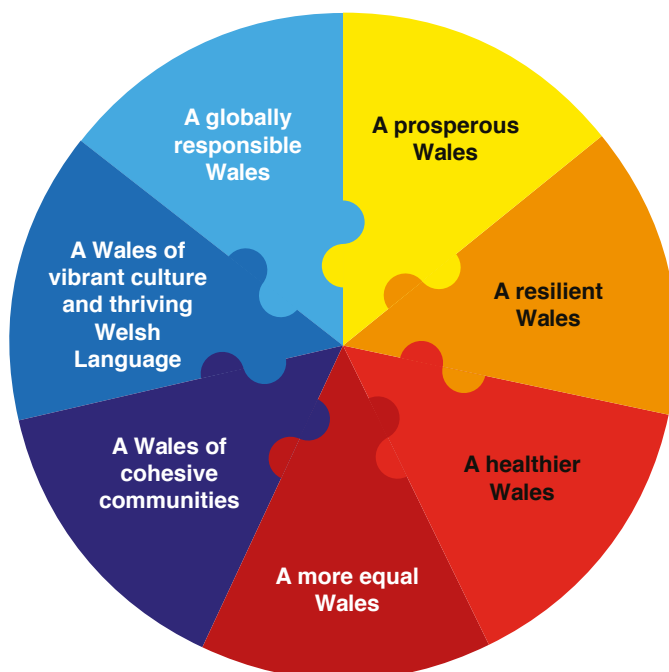 A prosperous
Wales
A resilient
Wales
A healthier
Wales
A more equal
Wales
A Wales of
cohesive
communities
A Wales of
vibrant culture
and thriving
Welsh
Language
A globally
responsible
Wales